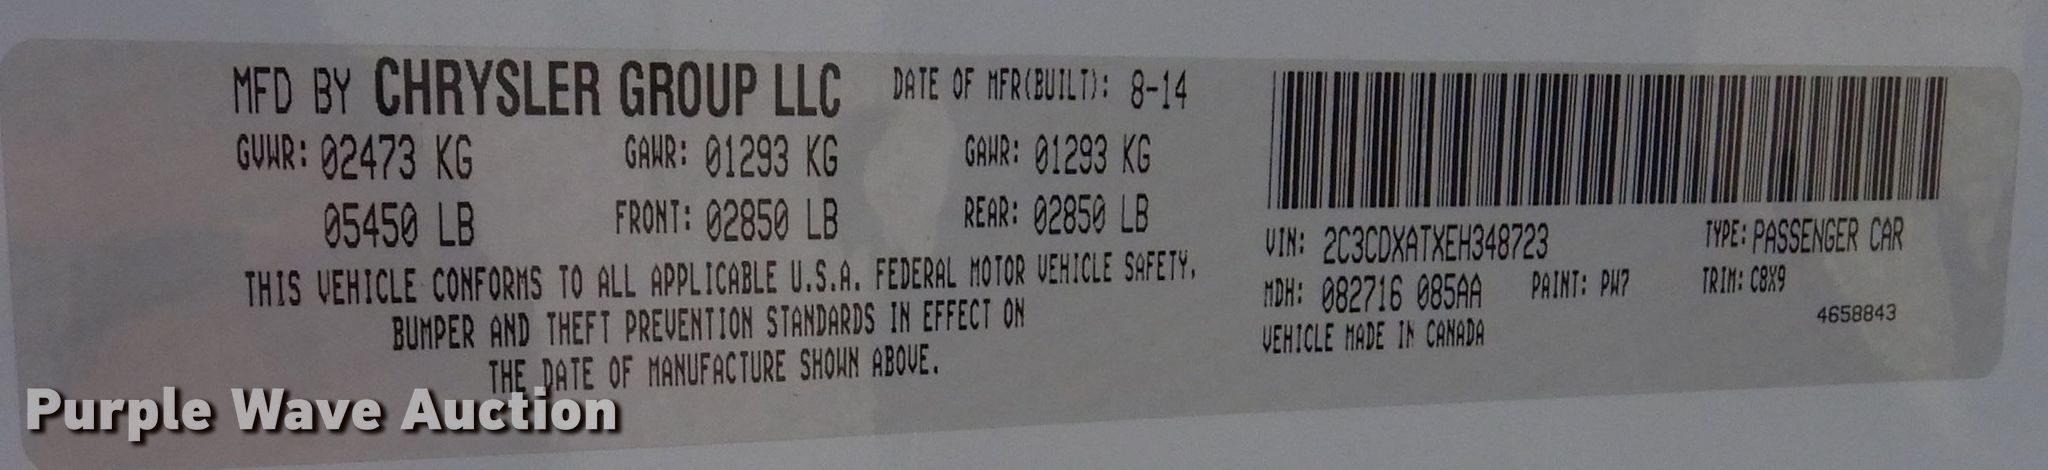 MFD BY CHRYSLER GROUP LLC DATE OF MFR(BUILT): 8-14
GVWR: 02473 KG GAWR: 01293 KG GAWR: 01293 KG
05450 LB FRONT: 02850 LB REAR: 02850 LB
THIS VEHICLE CONFORMS TO ALL APPLICABLE U.S.A. FEDERAL MOTOR VEHICLE SAFETY,
BUMPER AND THEFT PREVENTION STANDARDS IN EFFECT ON
THE DATE OF MANUFACTURE SHOWN ABOVE.
VIN: 2C3CDXATXEH348723 TYPE: PASSENGER CAR
MDH: 082716 085AA PAINT: PW7 TRIM: C8X9
VEHICLE MADE IN CANADA 4658843
Purple Wave Auction